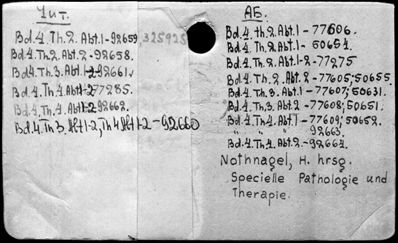 Чит.
Bd.4. Th.2. Abt.1-92659
Bd.4. Th.2. Abt.2-92658.
Bd.4. Th.3. Abt.1-2-92661.
Bd.4. Th.4. Abt.1-2-77285.
Bd.4. Th.4. Abt.1-2-92662.
Bd.4. Th.3 Abt 1-2, Th 4 Abt 1-2-92660
325925
АБ.
Bd.4. Th.2. Abt.1-77606.
Bd.4. Th.2. Abt.1-50654.
Bd.4. Th.2. Abt.1-2-77275
Bd.4. Th.2. Abt.2-77605; 50655.
Bd.4. Th.3. Abt.1-77607; 50631.
Bd.4. Th.3. Abt.2-77608; 50651.
Bd.4. Th.4. Abt.1-77609; 50652.
" " " 92663.
Bd.4. Th.4. Abt.2-92664.
Nothnagel, H. hrsg.
Specielle Pathologie und
Therapie.